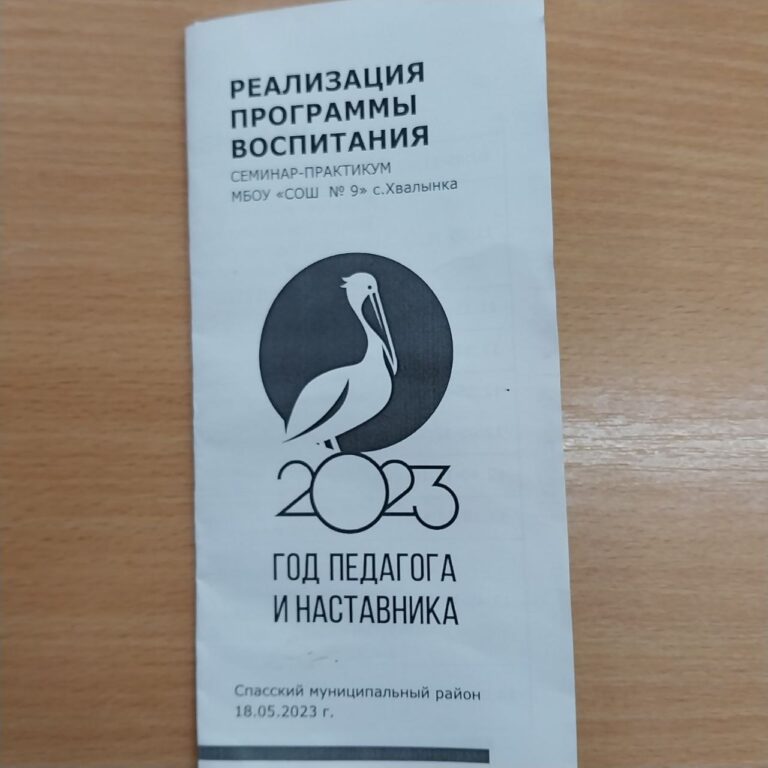 РЕАЛИЗАЦИЯ
ПРОГРАММЫ
ВОСПИТАНИЯ
СЕМИНАР-ПРАКТИКУМ
МБОУ «СОШ № 9» с.Хвалынка
2023
ГОД ПЕДАГОГА
И НАСТАВНИКА
Спасский муниципальный район
18.05.2023 г.